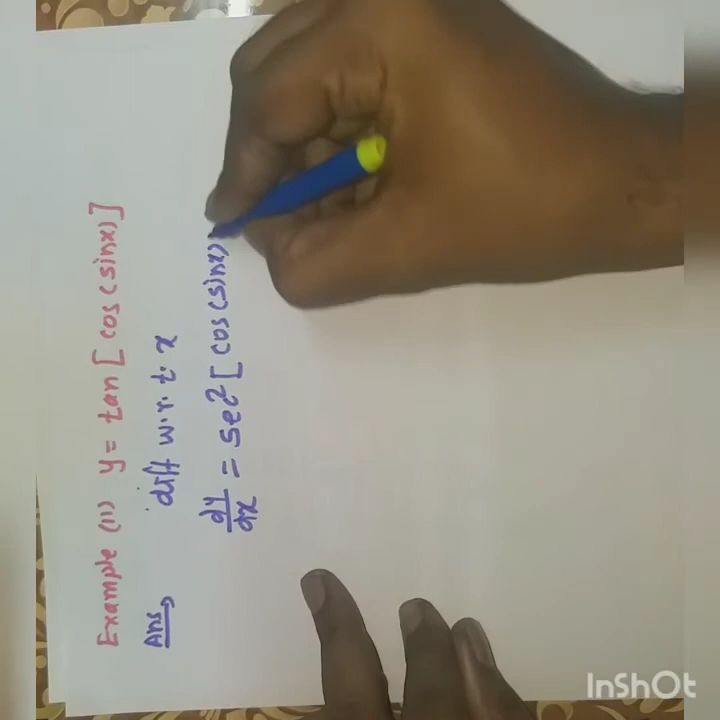 Example (11) y = tan [ cos (sinx) ]
Ans,
diff w.r.t. x
dy/dx = sec² [ cos (sinx)
InShOt